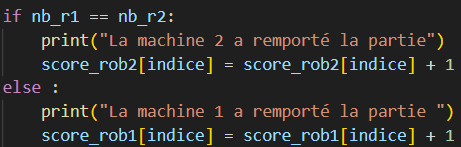 if nb_r1 == nb_r2:
    print("La machine 2 a remporté la partie")
    score_rob2[indice] = score_rob2[indice] + 1
else :
    print("La machine 1 a remporté la partie ")
    score_rob1[indice] = score_rob1[indice] + 1